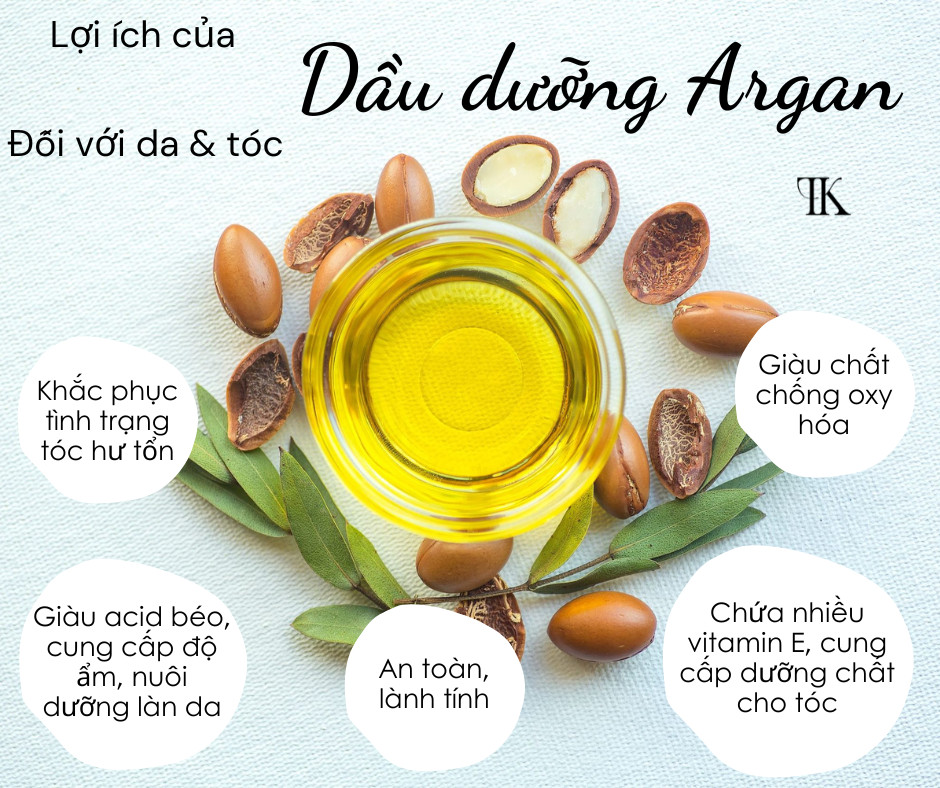 Lợi ích của
Dầu dưỡng Argan
Đối với da & tóc
TK
Khắc phục
tình trạng
tóc hư tổn
Giàu chất
chống oxy
hóa
Giàu acid béo,
cung cấp độ
ẩm, nuôi
dưỡng làn da
An toàn,
lành tính
Chứa nhiều
vitamin E, cung
cấp dưỡng chất
cho tóc